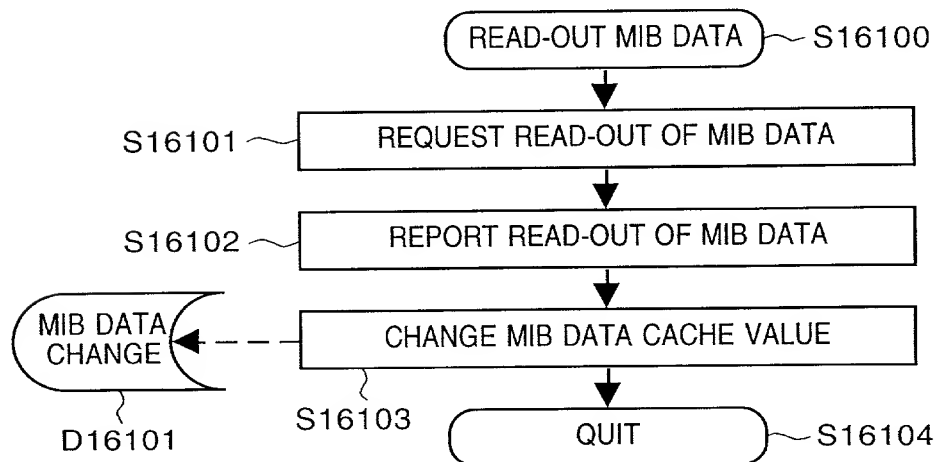 READ-OUT MIB DATA
S16100
S16101
REQUEST READ-OUT OF MIB DATA
S16102
REPORT READ-OUT OF MIB DATA
MIB DATA
CHANGE
CHANGE MIB DATA CACHE VALUE
D16101
S16103
QUIT
S16104